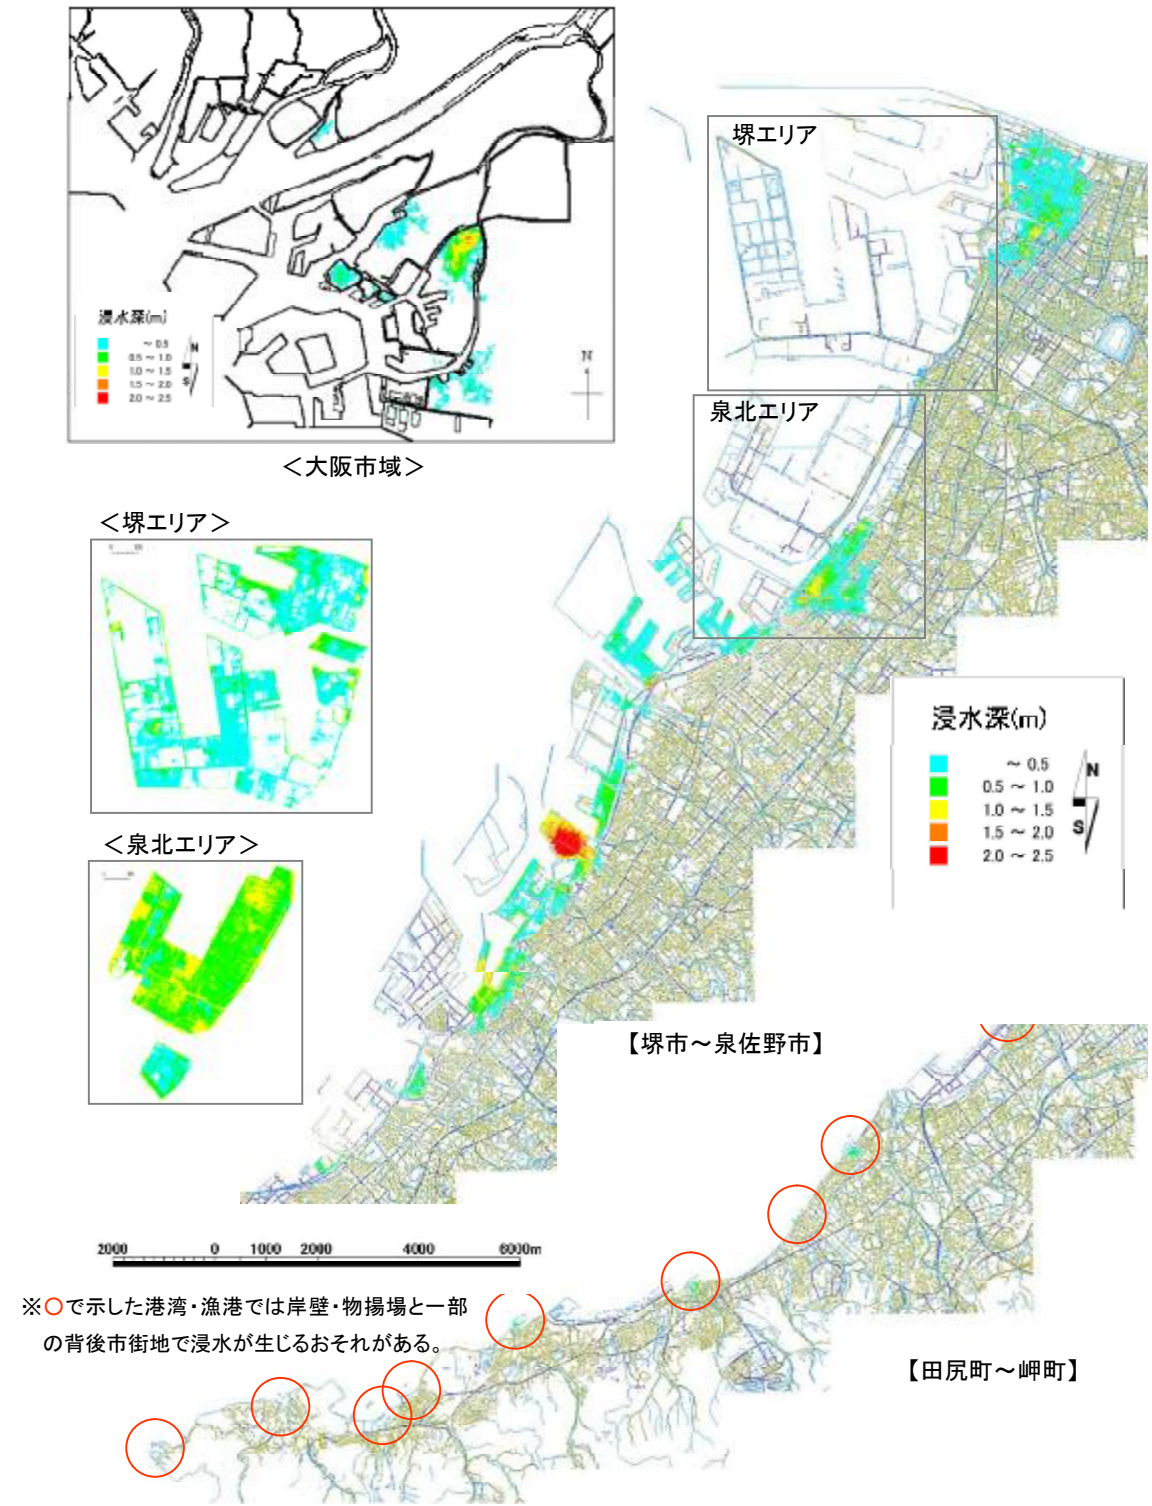 堺エリア
浸水深(m)
～ 0.5
0.5 ～ 1.0
1.0 ～ 1.5
1.5 ～ 2.0
2.0 ～ 2.5
N
S
N
泉北エリア
＜大阪市域＞
＜堺エリア＞
浸水深(m)
～ 0.5
0.5 ～ 1.0
1.0 ～ 1.5
1.5 ～ 2.0
2.0 ～ 2.5
N
S
＜泉北エリア＞
【堺市～泉佐野市】
2000 0 1000 2000 4000 6000m
※○で示した港湾・漁港では岸壁・物揚場と一部
の背後市街地で浸水が生じるおそれがある。
【田尻町～岬町】